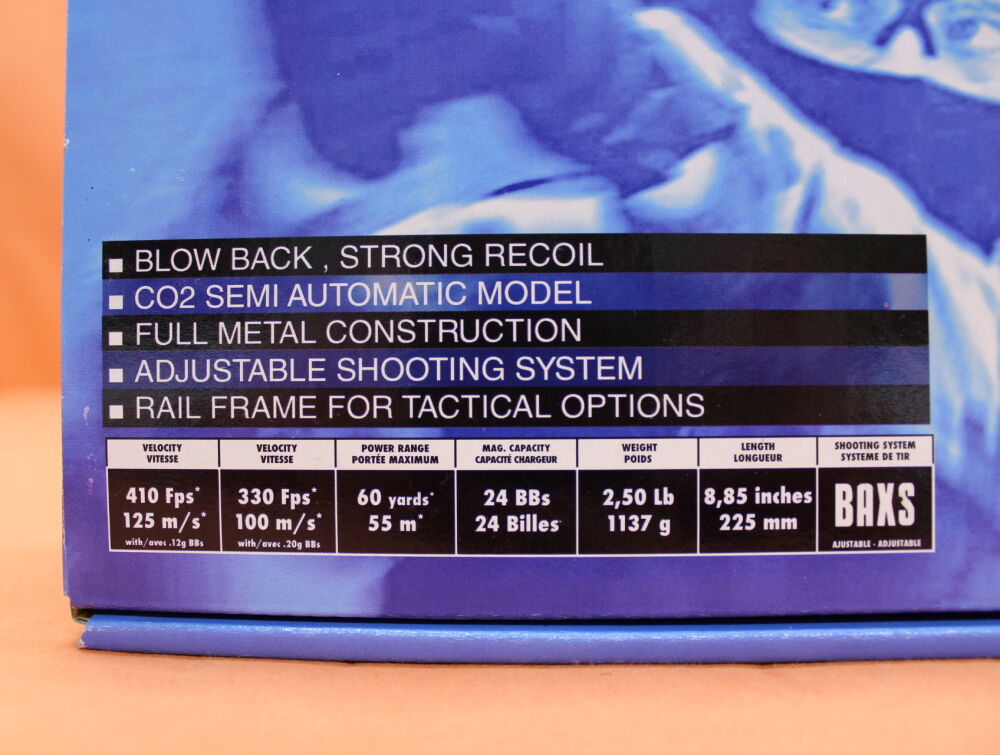 BLOW BACK , STRONG RECOIL
CO2 SEMI AUTOMATIC MODEL
FULL METAL CONSTRUCTION
ADJUSTABLE SHOOTING SYSTEM
RAIL FRAME FOR TACTICAL OPTIONS
VELOCITY
VITESSE
410 Fps*
125 m/s*
with/avec .12g BBs
VELOCITY
VITESSE
330 Fps*
100 m/s*
with/avec .20g BBs
POWER RANGE
PORTÉE MAXIMUM
60 yards*
55 m*
MAG. CAPACITY
CAPACITÉ CHARGEUR
24 BBs
24 Billes
WEIGHT
POIDS
2,50 Lb
1137 g
LENGTH
LONGUEUR
8,85 inches
225 mm
SHOOTING SYSTEM
SYSTEME DE TIR
BAXS
AJUSTABLE - ADJUSTABLE